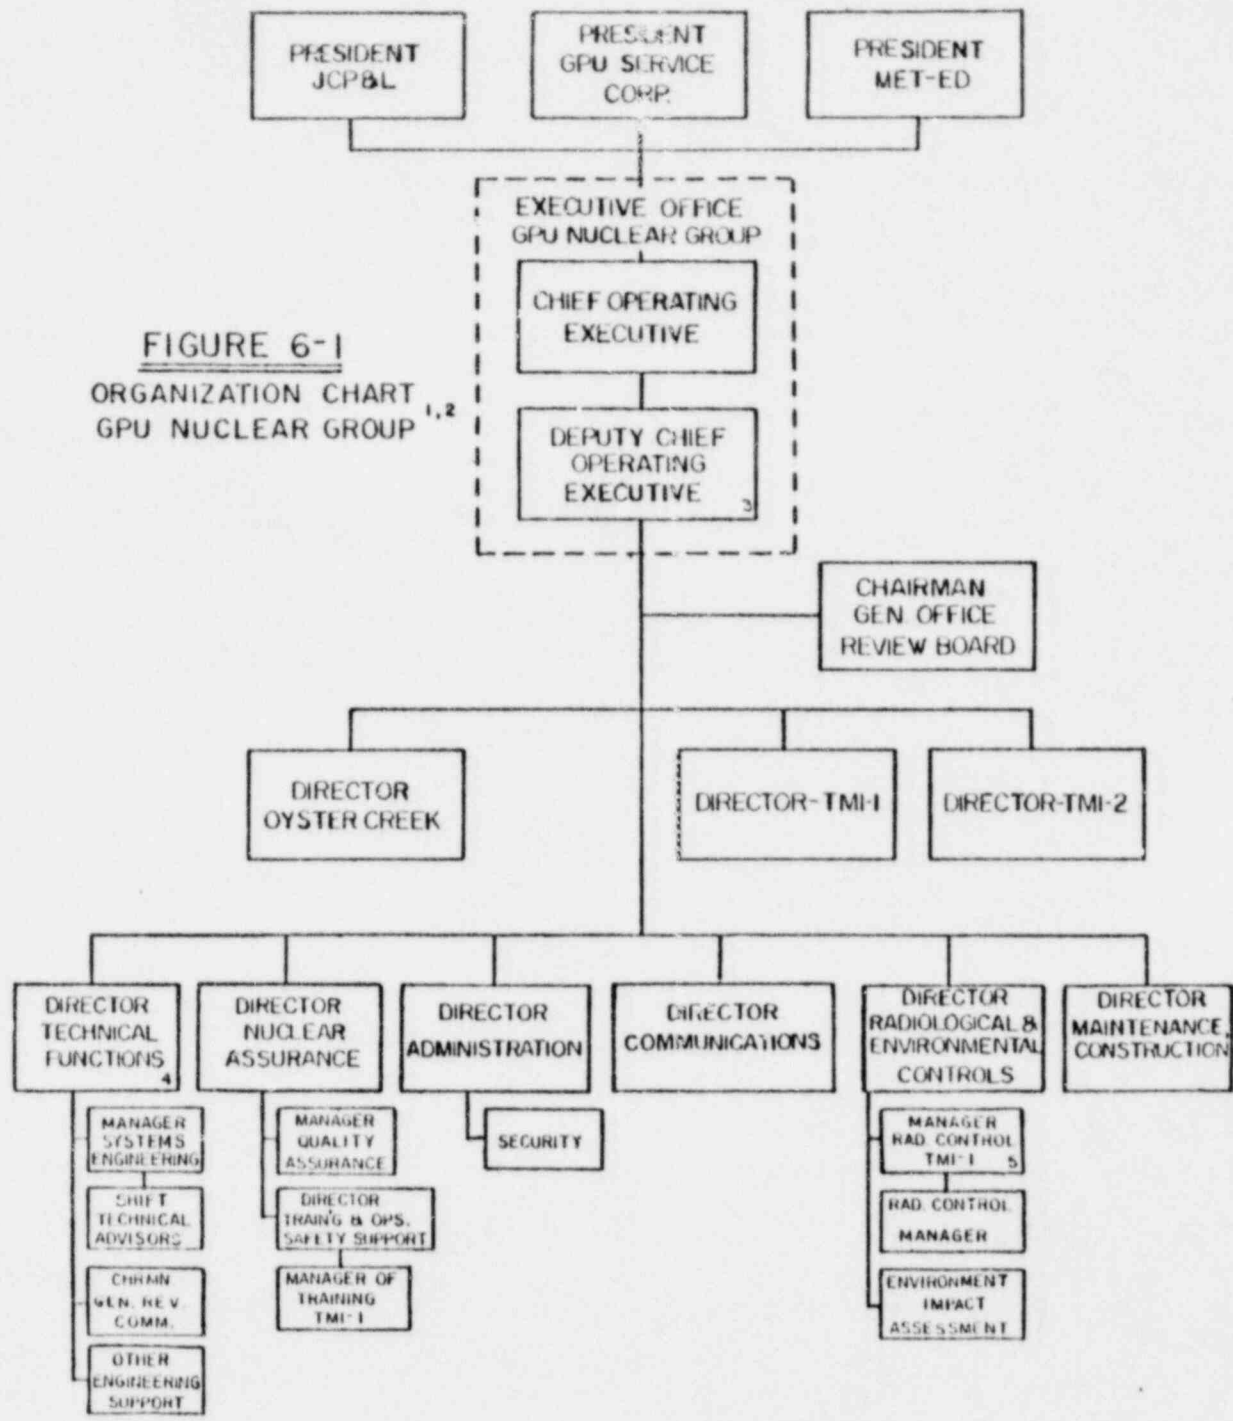 PRESIDENT
JCP&L
PRESIDENT
GPU SERVICE
CORP.
PRESIDENT
MET-ED
EXECUTIVE OFFICE
GPU NUCLEAR GROUP
CHIEF OPERATING
EXECUTIVE
FIGURE 6-1
ORGANIZATION CHART
GPU NUCLEAR GROUP 1,2
DEPUTY CHIEF
OPERATING
EXECUTIVE
3
CHAIRMAN
GEN. OFFICE
REVIEW BOARD
DIRECTOR
OYSTER CREEK
DIRECTOR-TMI-1
DIRECTOR-TMI-2
DIRECTOR
TECHNICAL
FUNCTIONS
4
DIRECTOR
NUCLEAR
ASSURANCE
DIRECTOR
ADMINISTRATION
DIRECTOR
COMMUNICATIONS
DIRECTOR
RADIOLOGICAL &
ENVIRONMENTAL
CONTROLS
DIRECTOR
MAINTENANCE,
CONSTRUCTION
MANAGER
SYSTEMS
ENGINEERING
SHIFT
TECHNICAL
ADVISORS
CHRMN
GEN. REV.
COMM.
OTHER
ENGINEERING
SUPPORT
MANAGER
QUALITY
ASSURANCE
DIRECTOR
TRAIN'G & OPS.
SAFETY SUPPORT
MANAGER OF
TRAINING
TMI-1
SECURITY
MANAGER
RAD. CONTROL
TMI-1 5
RAD. CONTROL
MANAGER
ENVIRONMENT
IMPACT
ASSESSMENT